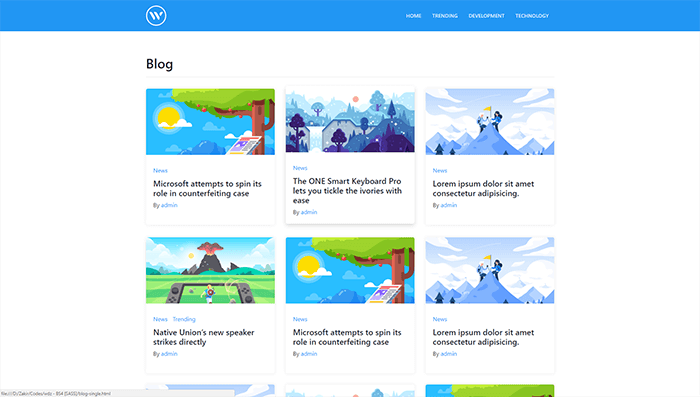 W
HOME TRENDING DEVELOPMENT TECHNOLOGY
Blog
News
Microsoft attempts to spin its
role in counterfeiting case
By admin
News
The ONE Smart Keyboard Pro
lets you tickle the ivories with
ease
By admin
News
Lorem ipsum dolor sit amet
consectetur adipisicing.
By admin
News Trending
Native Union's new speaker
strikes directly
By admin
News
Microsoft attempts to spin its
role in counterfeiting case
By admin
News
Lorem ipsum dolor sit amet
consectetur adipisicing.
By admin
file:///D:/Zakir/Codes/wdc - B04 [SASS]/blog-single.html